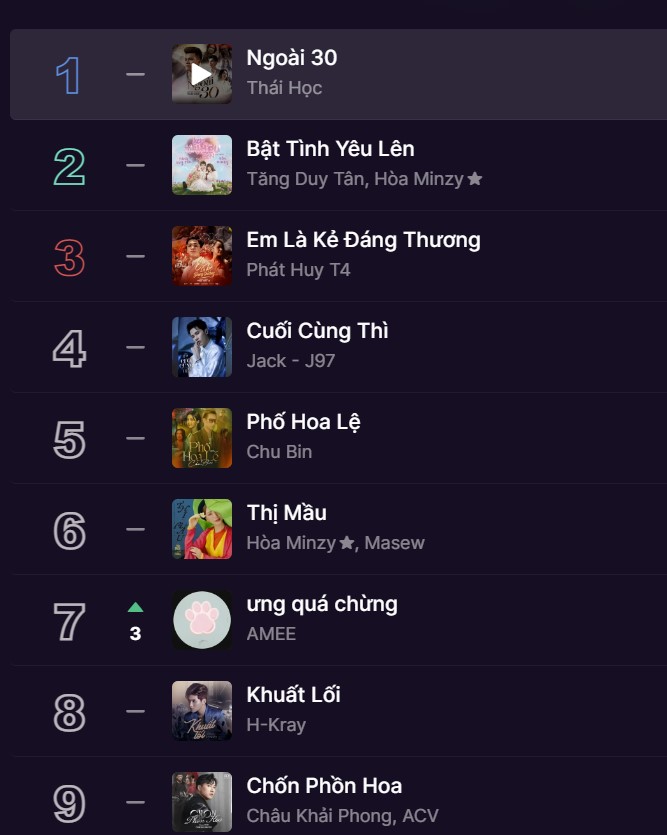 1
Ngoài 30
Thái Học
2
Bật Tình Yêu Lên
Tăng Duy Tân, Hòa Minzy
3
Em Là Kẻ Đáng Thương
Phát Huy T4
4
Cuối Cùng Thì
Jack - J97
5
Phố Hoa Lệ
Chu Bin
6
Thị Mầu
Hòa Minzy, Masew
7
3
ưng quá chừng
AMEE
8
Khuất Lối
H-Kray
9
Chốn Phồn Hoa
Châu Khải Phong, ACV